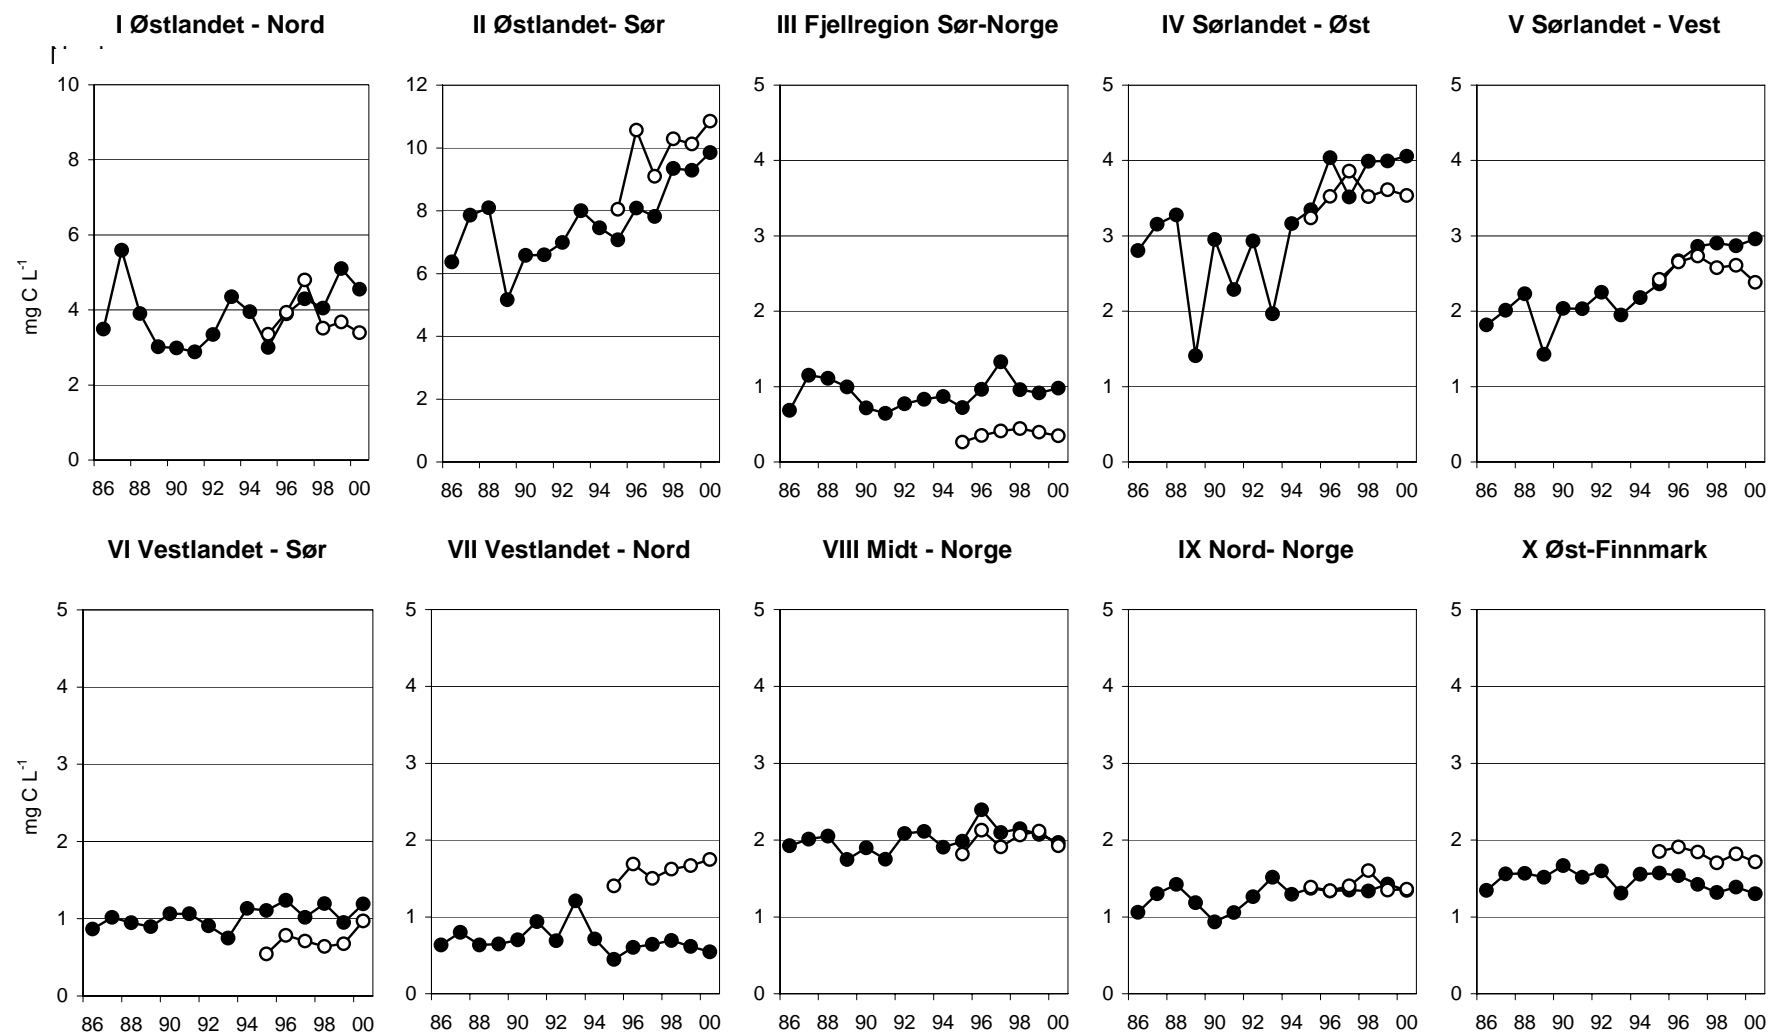 I Østlandet - Nord
II Østlandet- Sør
III Fjellregion Sør-Norge
IV Sørlandet - Øst
V Sørlandet - Vest
10
8
6
4
2
0
mg C L-1
86 88 90 92 94 96 98 00
12
10
8
6
4
2
0
86 88 90 92 94 96 98 00
5
4
3
2
1
0
86 88 90 92 94 96 98 00
5
4
3
2
1
0
86 88 90 92 94 96 98 00
5
4
3
2
1
0
86 88 90 92 94 96 98 00
VI Vestlandet - Sør
VII Vestlandet - Nord
VIII Midt - Norge
IX Nord- Norge
X Øst-Finnmark
5
4
3
2
1
0
mg C L-1
86 88 90 92 94 96 98 00
5
4
3
2
1
0
86 88 90 92 94 96 98 00
5
4
3
2
1
0
86 88 90 92 94 96 98 00
5
4
3
2
1
0
86 88 90 92 94 96 98 00
5
4
3
2
1
0
86 88 90 92 94 96 98 00